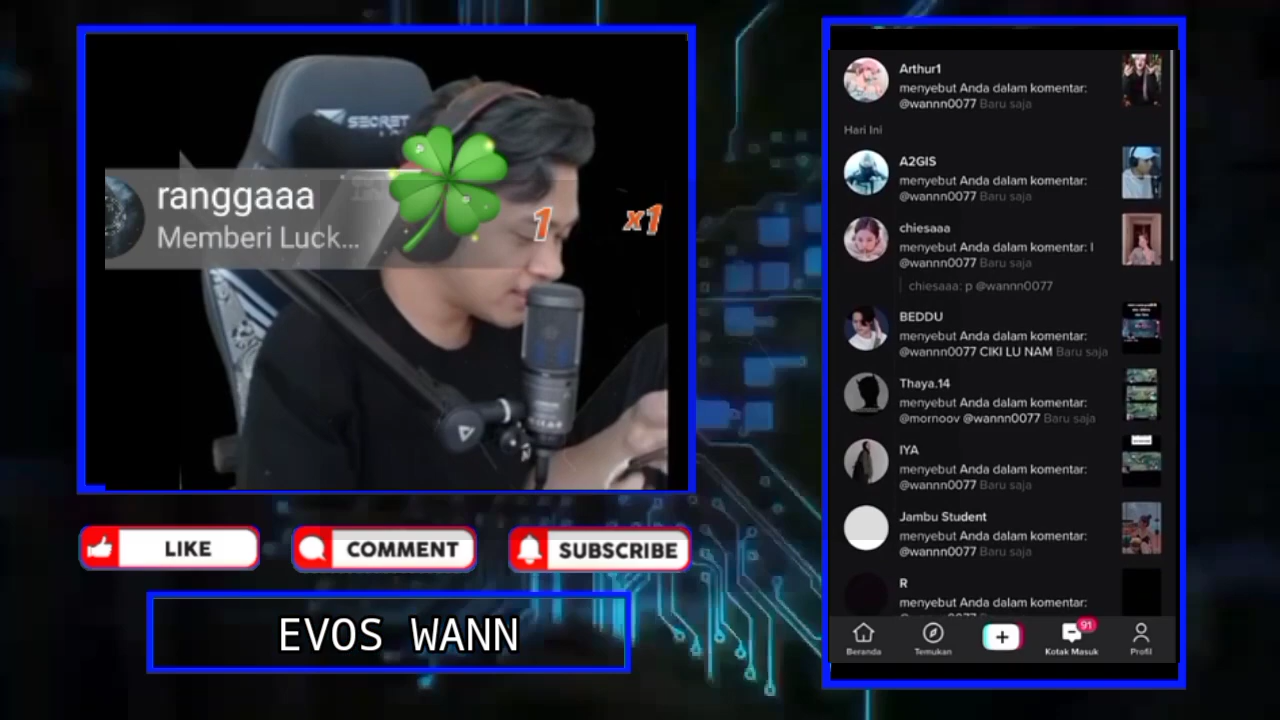 SECRET
ranggaaa
Memberi Luck...
1
x1
LIKE
COMMENT
SUBSCRIBE
EVOS WANN
Arthur1
menyebut Anda dalam komentar:
@wannn0077 Baru saja
Hari Ini
A2GIS
menyebut Anda dalam komentar:
@wannn0077 Baru saja
chiesaaa
menyebut Anda dalam komentar: l
@wannn0077 Baru saja
chiesaaa: p @wannn0077
BEDDU
menyebut Anda dalam komentar:
@wannn0077 CIKI LU NAM Baru saja
Thaya.14
menyebut Anda dalam komentar:
@mornoov @wannn0077 Baru saja
IYA
menyebut Anda dalam komentar:
@wannn0077 Baru saja
Jambu Student
menyebut Anda dalam komentar:
@wannn0077 Baru saja
R
menyebut Anda dalam komentar:
91
Beranda
Temukan
Kotak Masuk
Profil